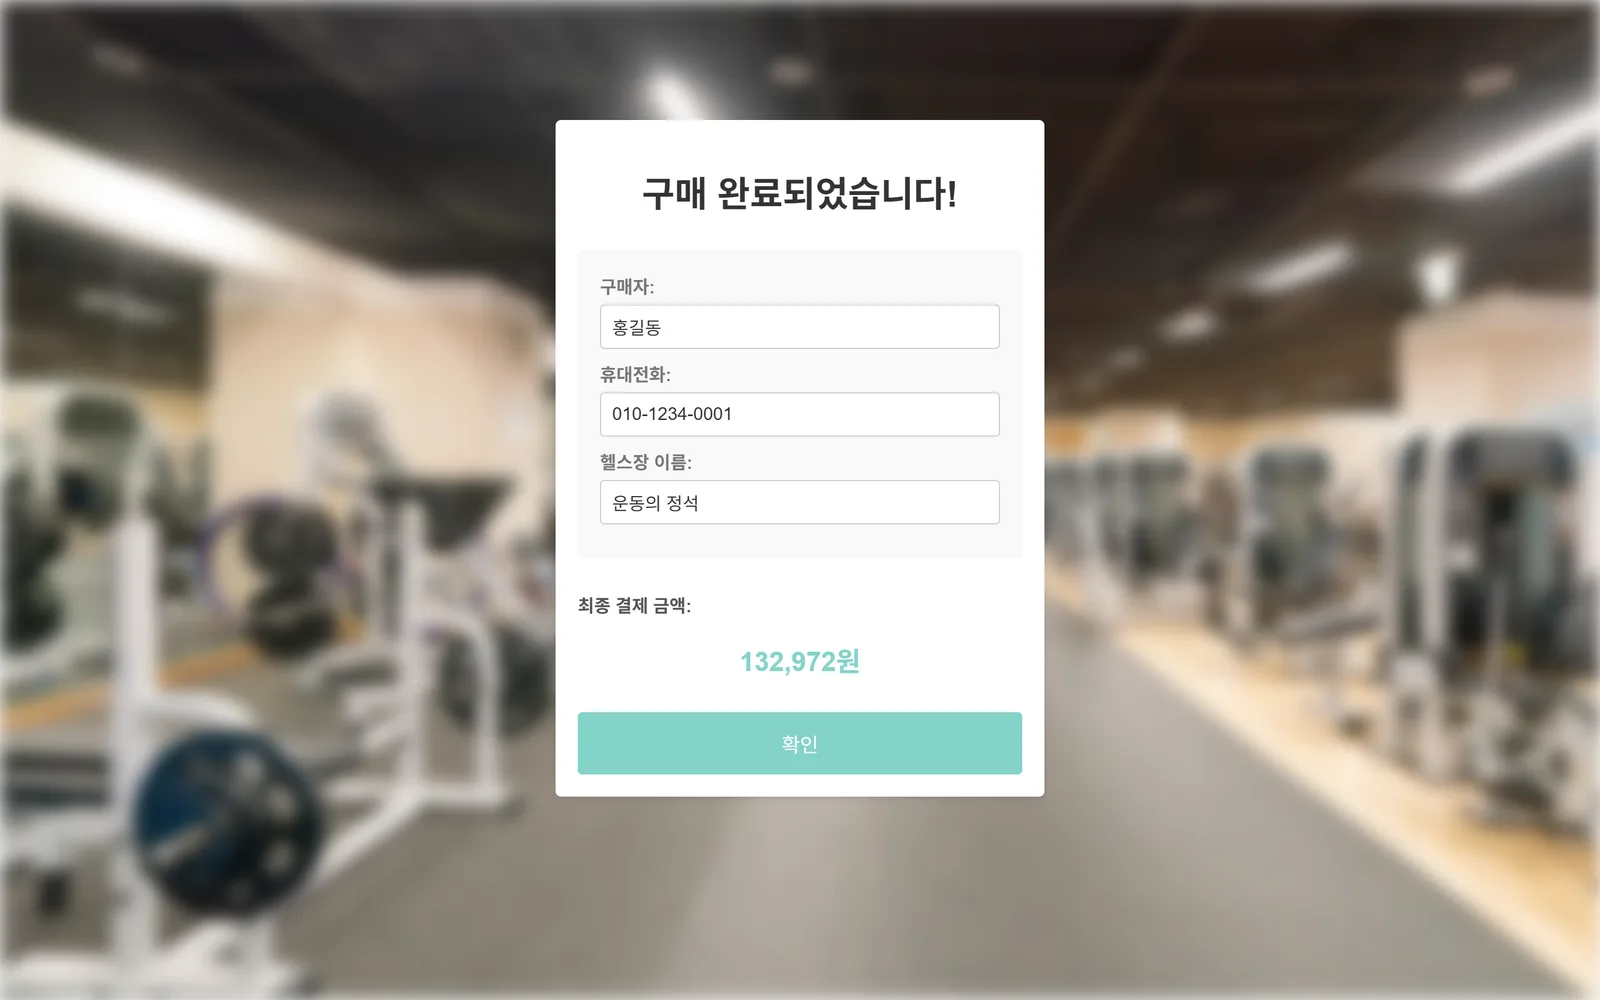 구매 완료되었습니다!
구매자:
홍길동
휴대전화:
010-1234-0001
헬스장 이름:
운동의 정석
최종 결제 금액:
132,972원
확인